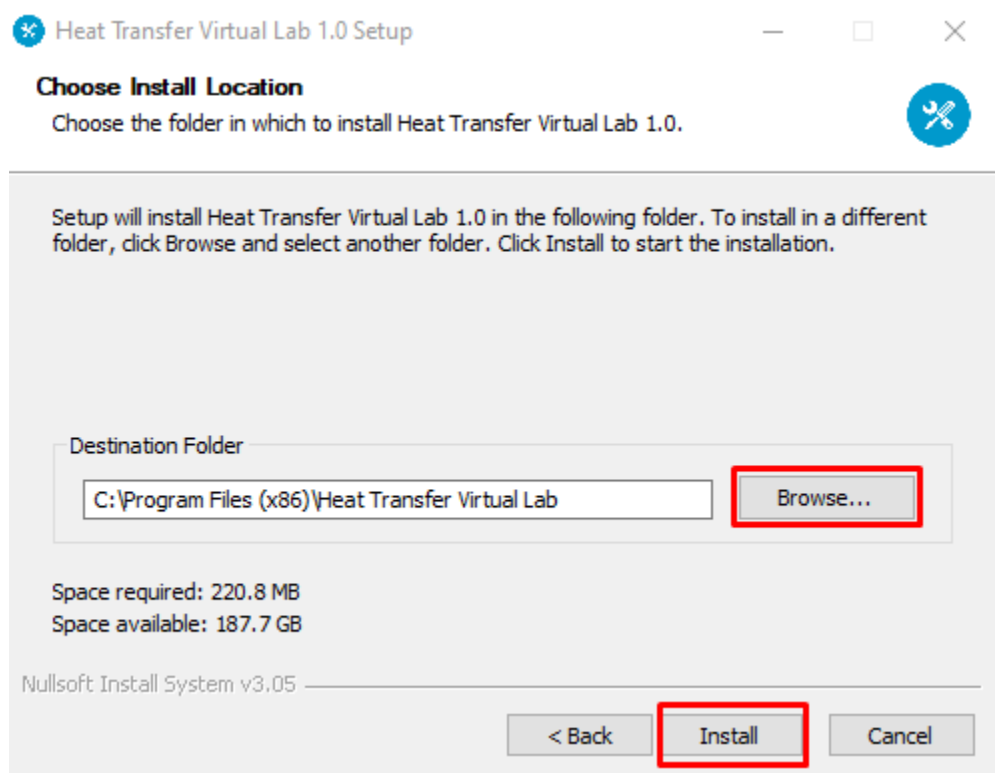 Heat Transfer Virtual Lab 1.0 Setup
Choose Install Location
Choose the folder in which to install Heat Transfer Virtual Lab 1.0.
Setup will install Heat Transfer Virtual Lab 1.0 in the following folder. To install in a different
folder, click Browse and select another folder. Click Install to start the installation.
Destination Folder
C:\Program Files (x86)\Heat Transfer Virtual Lab
Browse...
Space required: 220.8 MB
Space available: 187.7 GB
Nullsoft Install System v3.05
< Back
Install
Cancel